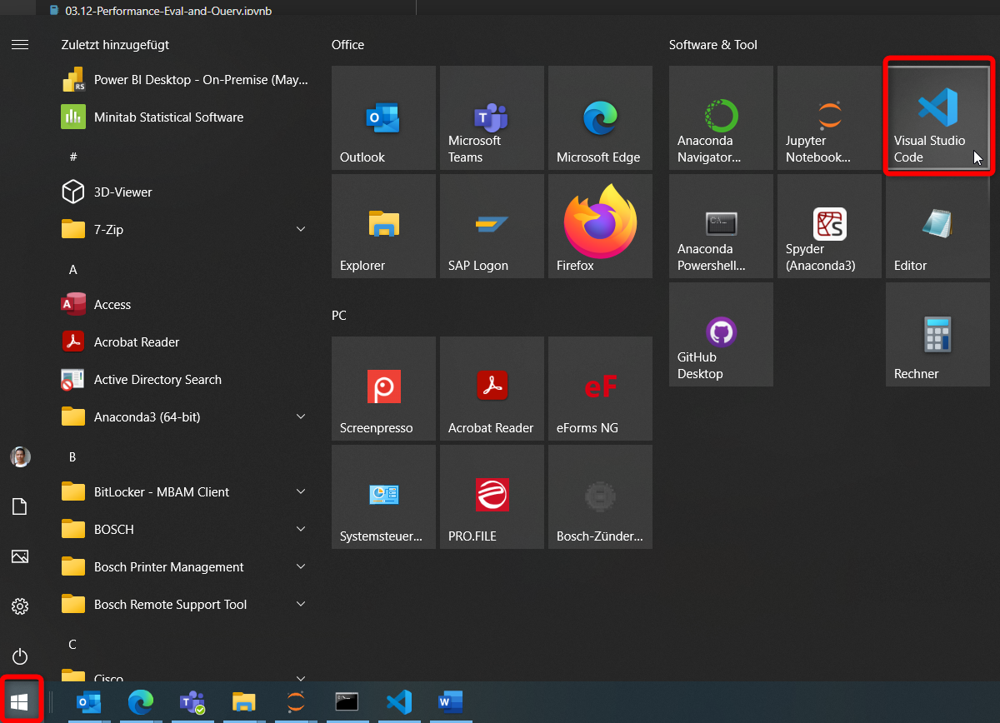 03.12-Performance-Eval-and-Query.ipynb
Zuletzt hinzugefügt
Power BI Desktop - On-Premise (May...
Minitab Statistical Software
#
3D-Viewer
7-Zip
A
Access
Acrobat Reader
Active Directory Search
Anaconda3 (64-bit)
B
BitLocker - MBAM Client
BOSCH
Bosch Printer Management
Bosch Remote Support Tool
C
Cisco
Office
Outlook
Microsoft
Teams
Microsoft Edge
Explorer
SAP Logon
Firefox
PC
Screenpresso
Acrobat Reader
eF
eForms NG
Systemsteuer...
PRO.FILE
Bosch-Zünder...
Software & Tool
Anaconda
Navigator...
Jupyter
Notebook...
Visual Studio
Code
Anaconda
Powershell...
Spyder
(Anaconda3)
Editor
GitHub
Desktop
Rechner